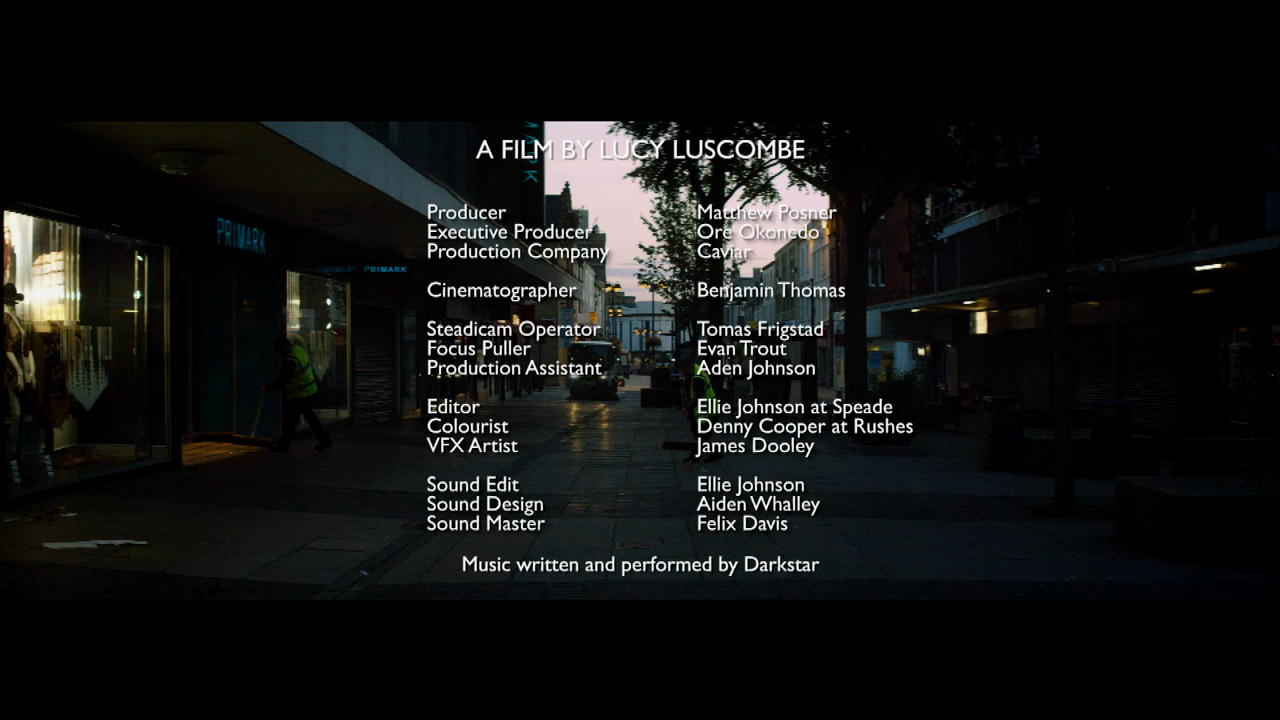 A FILM BY LUCY LUSCOMBE
Producer Matthew Posner
Executive Producer Ore Okonedo
Production Company Caviar
Cinematographer Benjamin Thomas
Steadicam Operator Tomas Frigstad
Focus Puller Evan Trout
Production Assistant Aden Johnson
Editor Ellie Johnson at Speade
Colourist Denny Cooper at Rushes
VFX Artist James Dooley
Sound Edit Ellie Johnson
Sound Design Aiden Whalley
Sound Master Felix Davis
Music written and performed by Darkstar
PRIMARK
PRIMARK